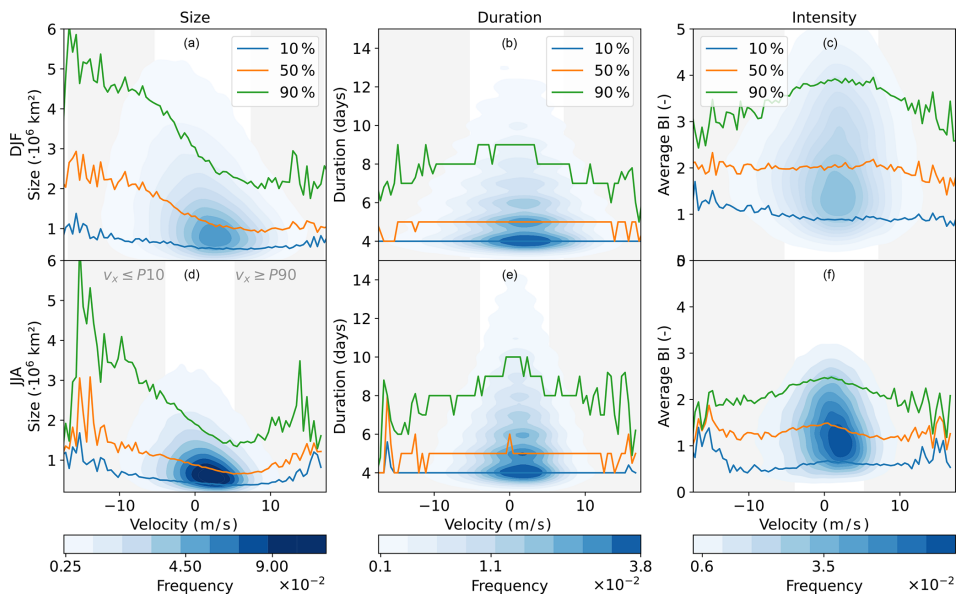 Size
Duration
Intensity
(a)
10 %
50 %
90 %
(b)
10 %
50 %
90 %
(c)
10 %
50 %
90 %
DJF
Size (·10⁶ km²)
6
5
4
3
2
1
Duration (days)
14
12
10
8
6
4
Average BI (-)
5
4
3
2
1
0
(d)
vₓ ≤ P10
vₓ ≥ P90
(e)
(f)
JJA
Size (·10⁶ km²)
6
5
4
3
2
1
Duration (days)
14
12
10
8
6
4
Average BI (-)
5
4
3
2
1
0
−10 0 10
−10 0 10
−10 0 10
Velocity (m/s)
Velocity (m/s)
Velocity (m/s)
0.25 4.50 9.00
0.1 1.1 3.8
0.6 3.5
Frequency ×10⁻²
Frequency ×10⁻²
Frequency ×10⁻²